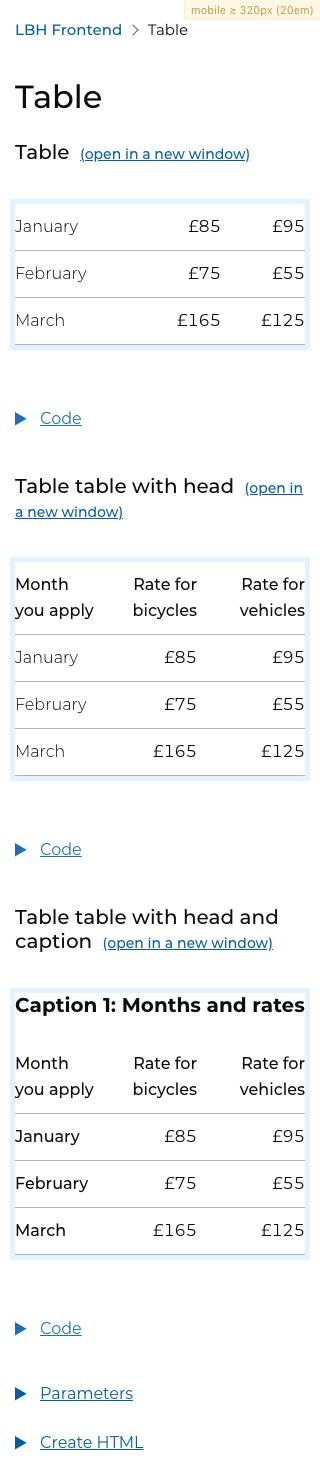 mobile ≥ 320px (20em)
LBH Frontend > Table
Table
Table (open in a new window)
January £85 £95
February £75 £55
March £165 £125
Code
Table table with head (open in
a new window)
Month Rate for Rate for
you apply bicycles vehicles
January £85 £95
February £75 £55
March £165 £125
Code
Table table with head and
caption (open in a new window)
Caption 1: Months and rates
Month Rate for Rate for
you apply bicycles vehicles
January £85 £95
February £75 £55
March £165 £125
Code
Parameters
Create HTML